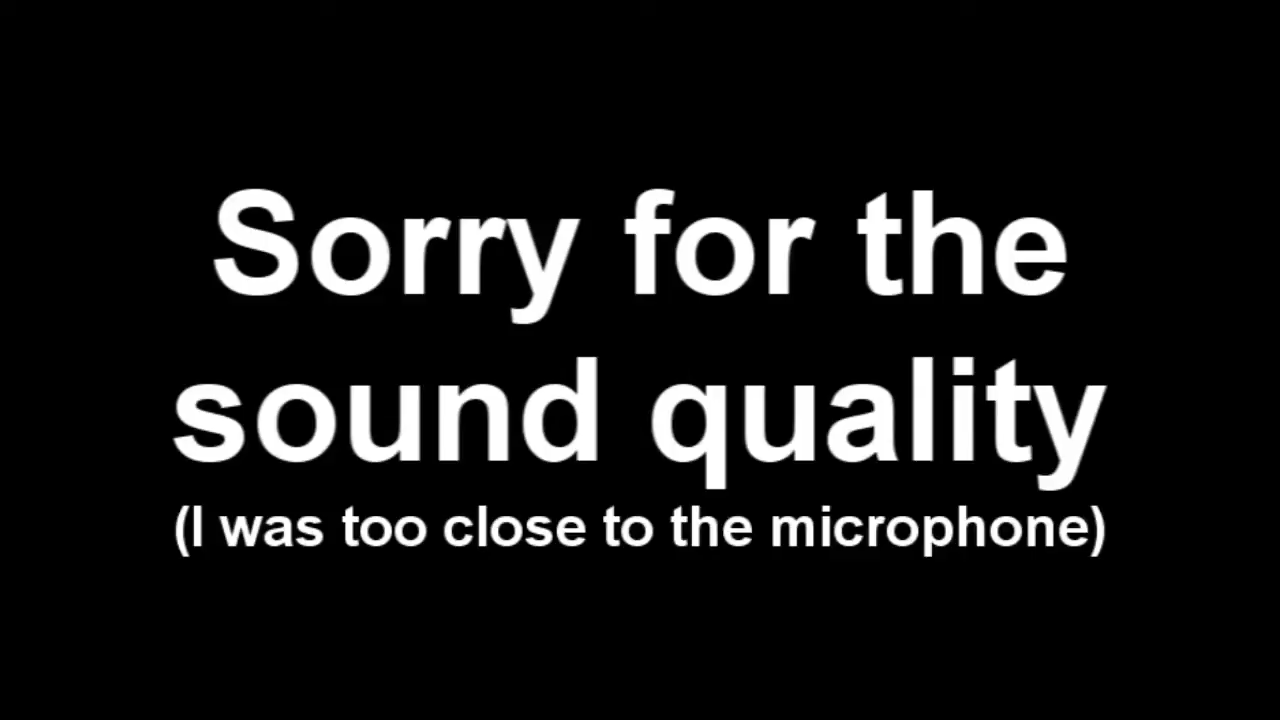 Sorry for the
sound quality
(I was too close to the microphone)